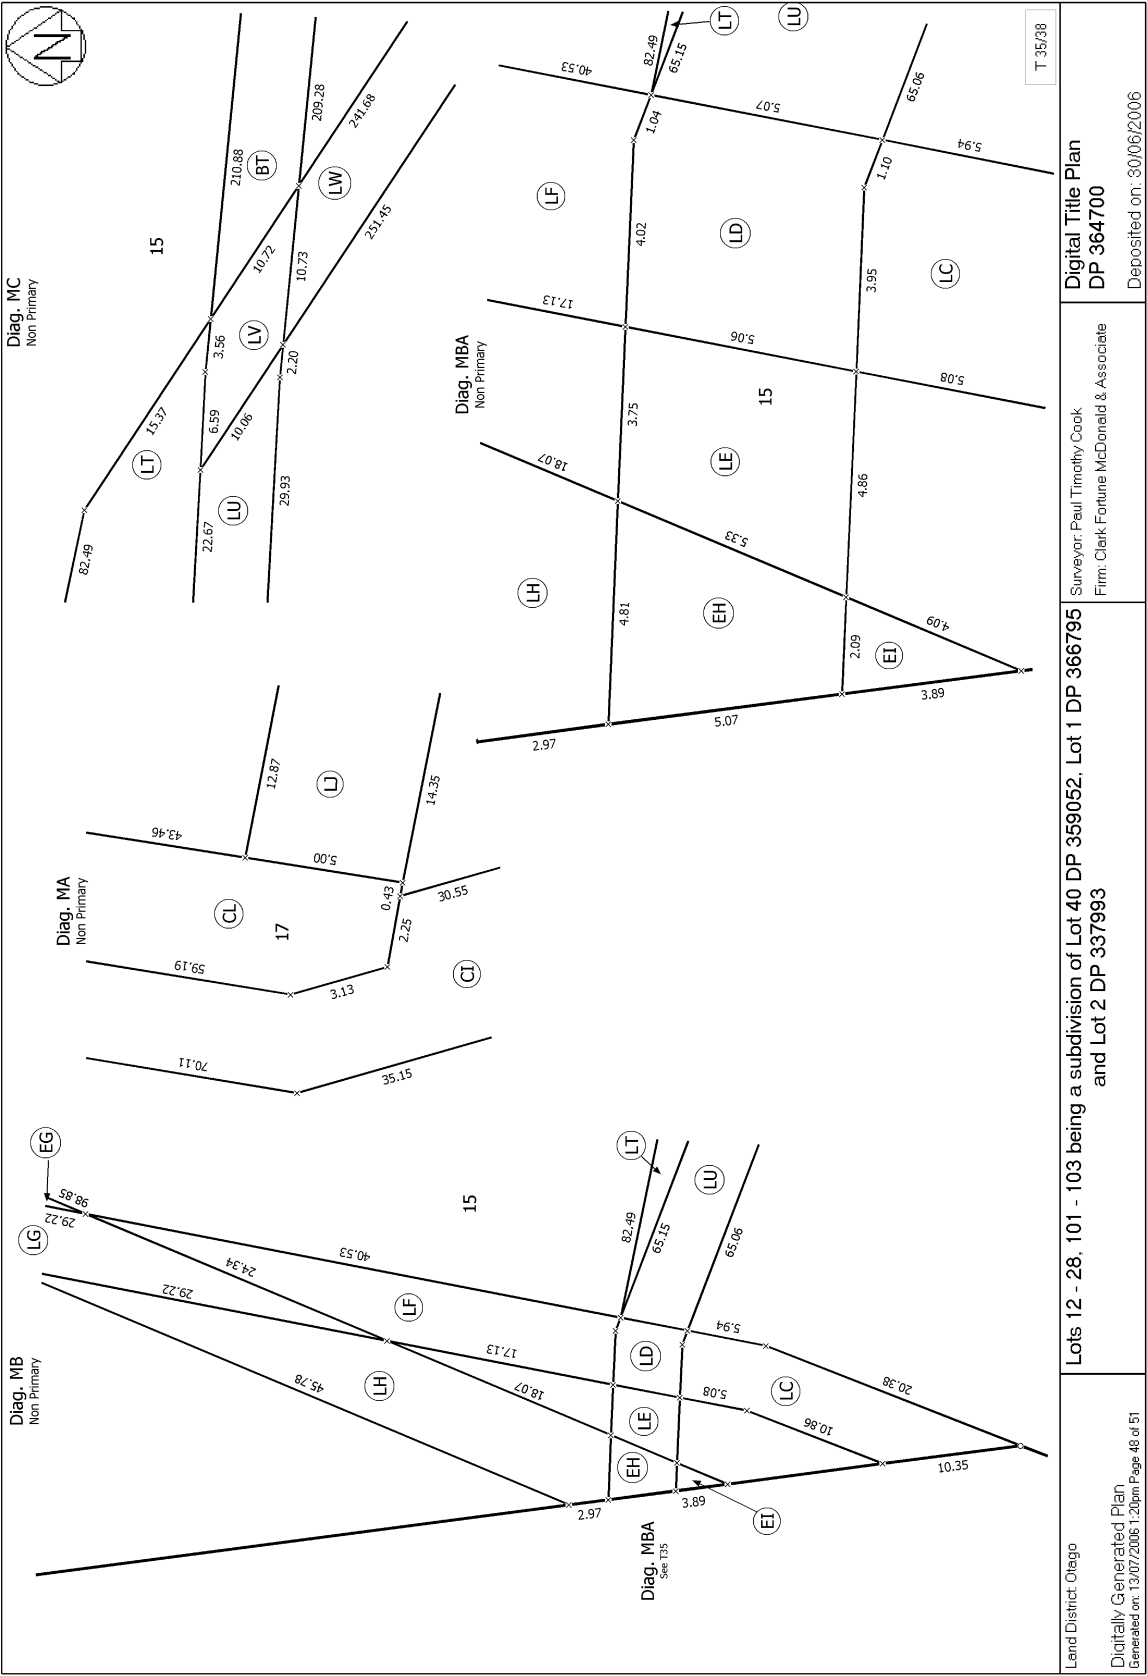 N
Diag. MB
Non Primary
LG
EG
29.22
98.85
29.22
24.34
40.53
45.78
LF
LH
15
17.13
18.07
LT
82.49
65.15
LU
65.06
LD
LE
EH
5.94
5.08
LC
20.38
10.86
10.35
2.97
3.89
EI
Diag. MBA
See T35
Diag. MA
Non Primary
43.46
12.87
LJ
14.35
5.00
0.43
30.55
2.25
CL
17
59.19
3.13
CI
70.11
35.15
Diag. MC
Non Primary
15
210.88
BT
209.28
241.68
LW
251.45
10.72
10.73
LV
3.56
2.20
6.59
10.06
15.37
LT
LU
29.93
22.67
82.49
Diag. MBA
Non Primary
40.53
82.49
65.15
LT
LU
1.04
5.07
65.06
1.10
5.94
LF
4.02
LD
3.95
LC
17.13
5.06
5.08
15
3.75
LE
4.86
18.07
5.33
LH
4.81
EH
2.09
4.09
EI
2.97
5.07
3.89
T 35/38
Land District: Otago
Digitally Generated Plan
Generated on: 13/07/2006 1:20pm Page 48 of 51
Lots 12 - 28, 101 - 103 being a subdivision of Lot 40 DP 359052, Lot 1 DP 366795
and Lot 2 DP 337993
Surveyor: Paul Timothy Cook
Firm: Clark Fortune McDonald & Associate
Digital Title Plan
DP 364700
Deposited on: 30/06/2006